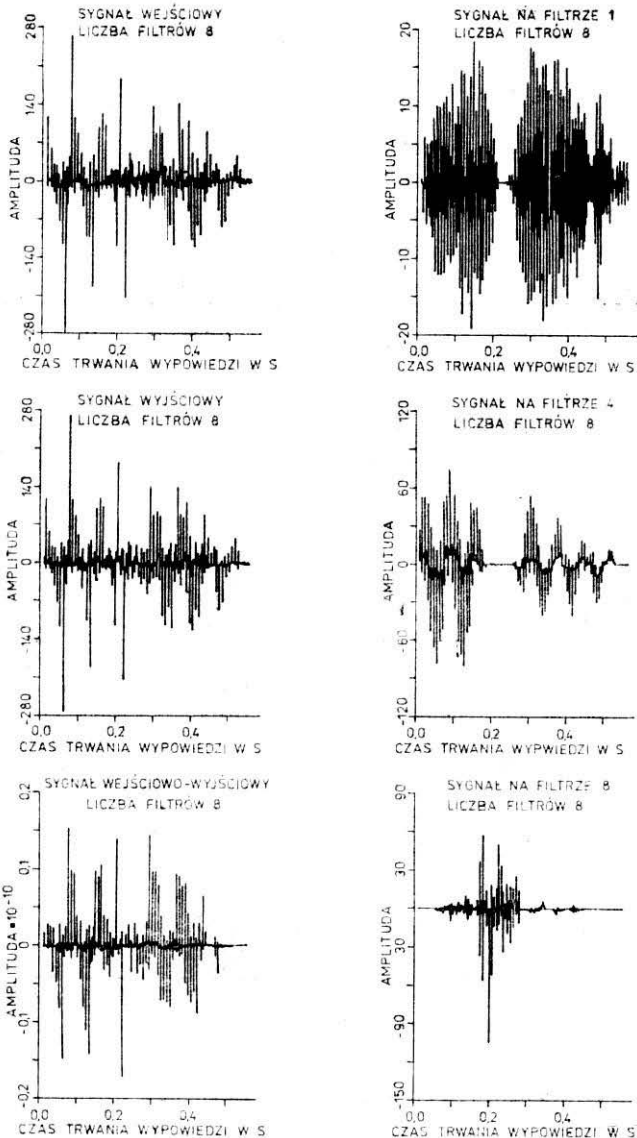 SYGNAŁ WEJŚCIOWY
LICZBA FILTRÓW 8
AMPLITUDA
280
140
0
-140
-280
0,0 0,2 0,4
CZAS TRWANIA WYPOWIEDZI W S
SYGNAŁ NA FILTRZE 1
LICZBA FILTRÓW 8
AMPLITUDA
20
10
0
-10
-20
0,0 0,2 0,4
CZAS TRWANIA WYPOWIEDZI W S
SYGNAŁ WYJŚCIOWY
LICZBA FILTRÓW 8
AMPLITUDA
280
140
0
-140
-280
0,0 0,2 0,4
CZAS TRWANIA WYPOWIEDZI W S
SYGNAŁ NA FILTRZE 4
LICZBA FILTRÓW 8
AMPLITUDA
120
60
0
-60
-120
0,0 0,2 0,4
CZAS TRWANIA WYPOWIEDZI W S
SYGNAŁ WEJŚCIOWO-WYJŚCIOWY
LICZBA FILTRÓW 8
AMPLITUDA *10^-10
0,2
0,1
0
-0,1
-0,2
0,0 0,2 0,4
CZAS TRWANIA WYPOWIEDZI W S
SYGNAŁ NA FILTRZE 8
LICZBA FILTRÓW 8
AMPLITUDA
90
30
30
-90
-150
0,0 0,2 0,4
CZAS TRWANIA WYPOWIEDZI W S